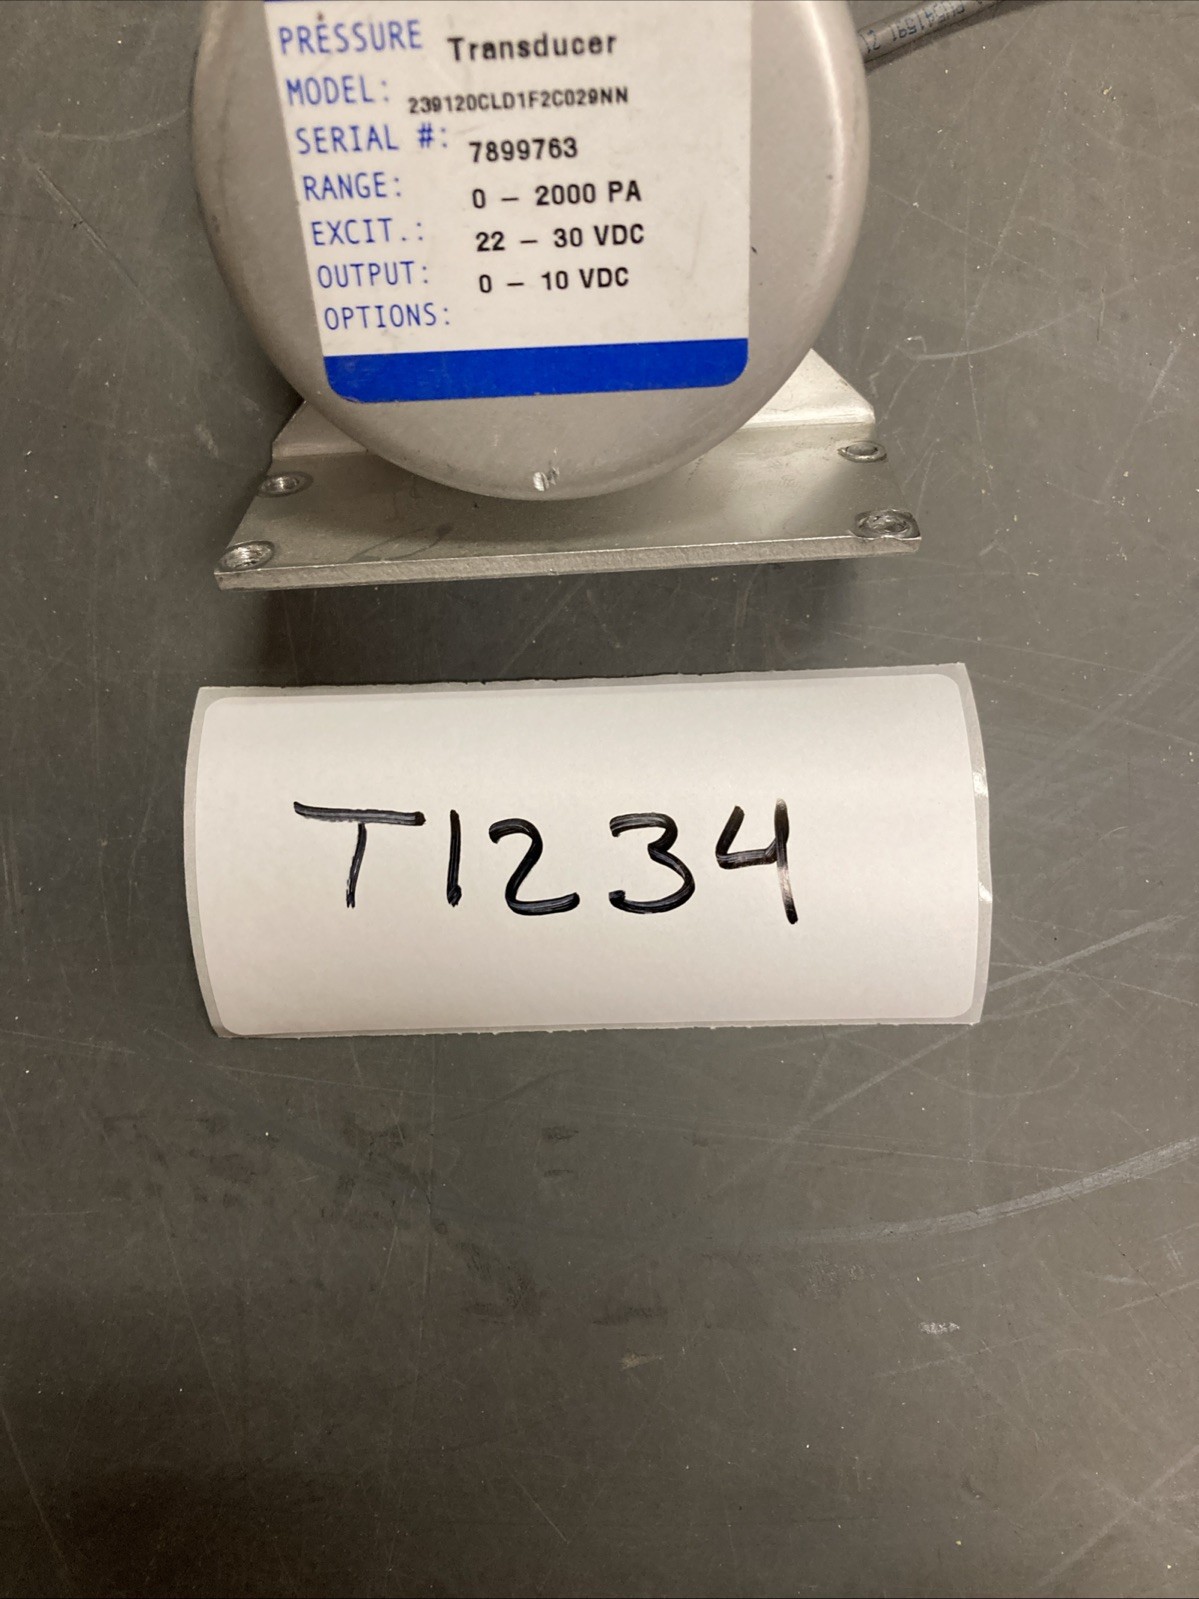 PRESSURE Transducer
MODEL: 239120CLD1F2C029NN
SERIAL #: 7899763
RANGE: 0 – 2000 PA
EXCIT.: 22 – 30 VDC
OUTPUT: 0 – 10 VDC
OPTIONS:
T1234